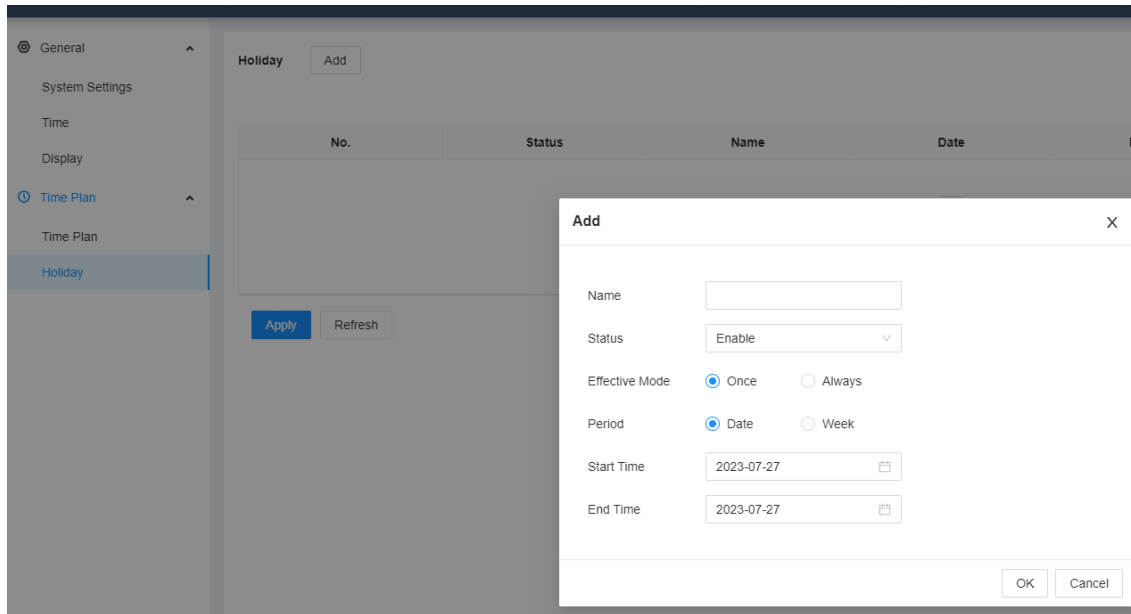 General
System Settings
Time
Display
Time Plan
Time Plan
Holiday
Holiday Add
No. Status Name Date
Apply Refresh
Add X
Name
Status Enable
Effective Mode Once Always
Period Date Week
Start Time 2023-07-27
End Time 2023-07-27
OK Cancel